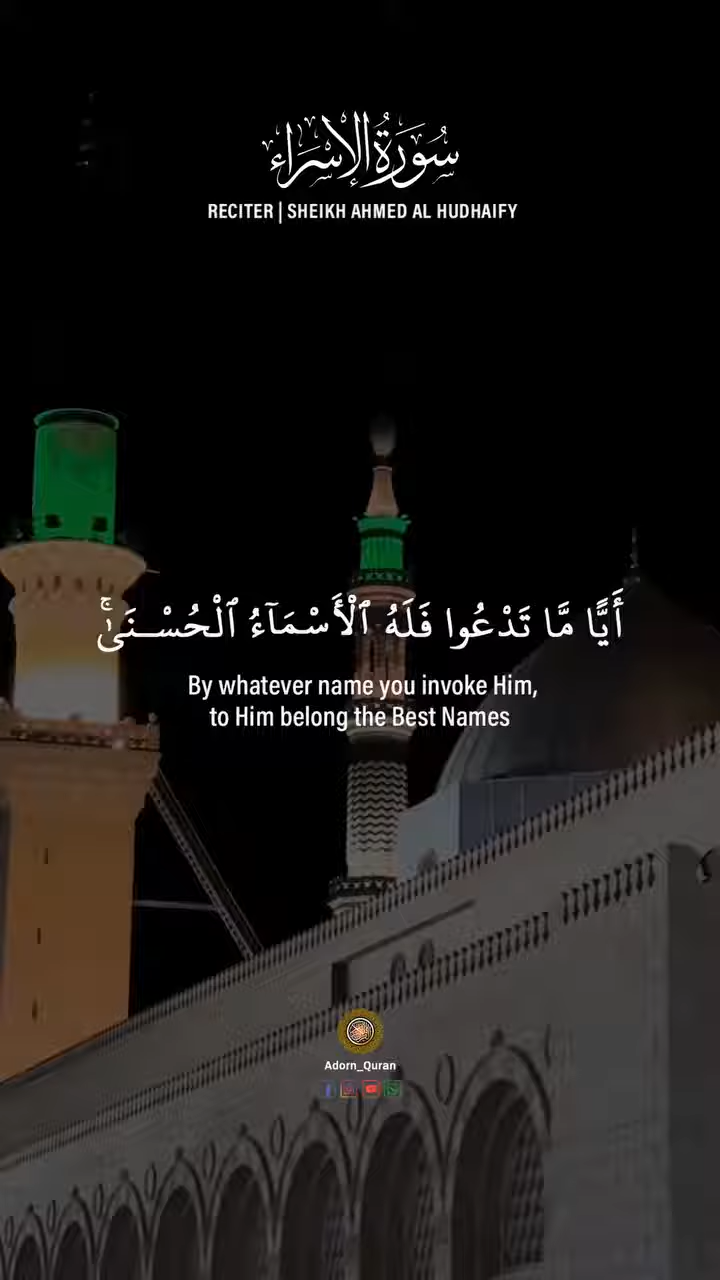 سُورَةُ الإِسْرَاء
RECITER | SHEIKH AHMED AL HUDHAIFY
أَيًّا مَّا تَدْعُوا فَلَهُ ٱلْأَسْمَآءُ ٱلْحُسْنَىٰ ۚ
By whatever name you invoke Him,
to Him belong the Best Names
Adorn_Quran